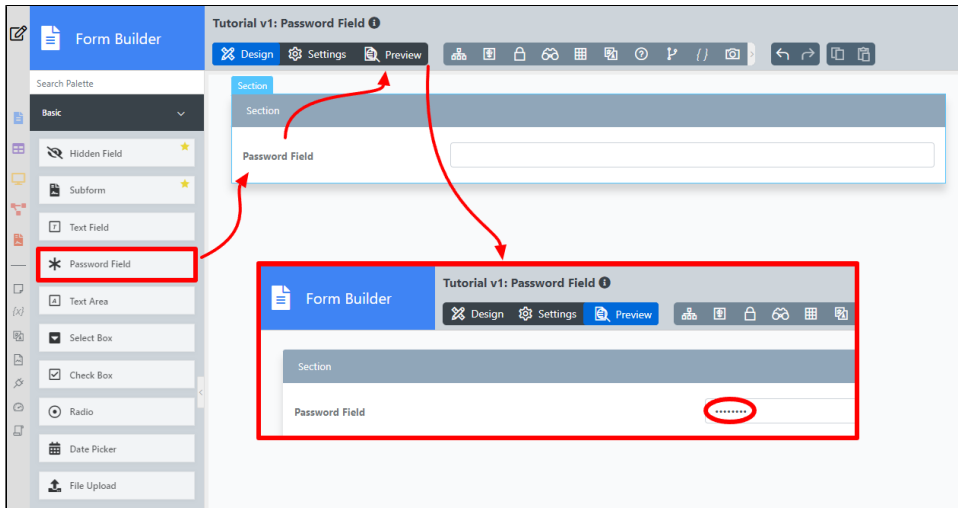 Tutorial v1: Password Field
Form Builder
Design Settings Preview
Search Palette
Basic
Hidden Field
Subform
Text Field
Password Field
Text Area
Select Box
Check Box
Radio
Date Picker
File Upload
Section
Section
Password Field
Tutorial v1: Password Field
Form Builder
Design Settings Preview
Section
Password Field